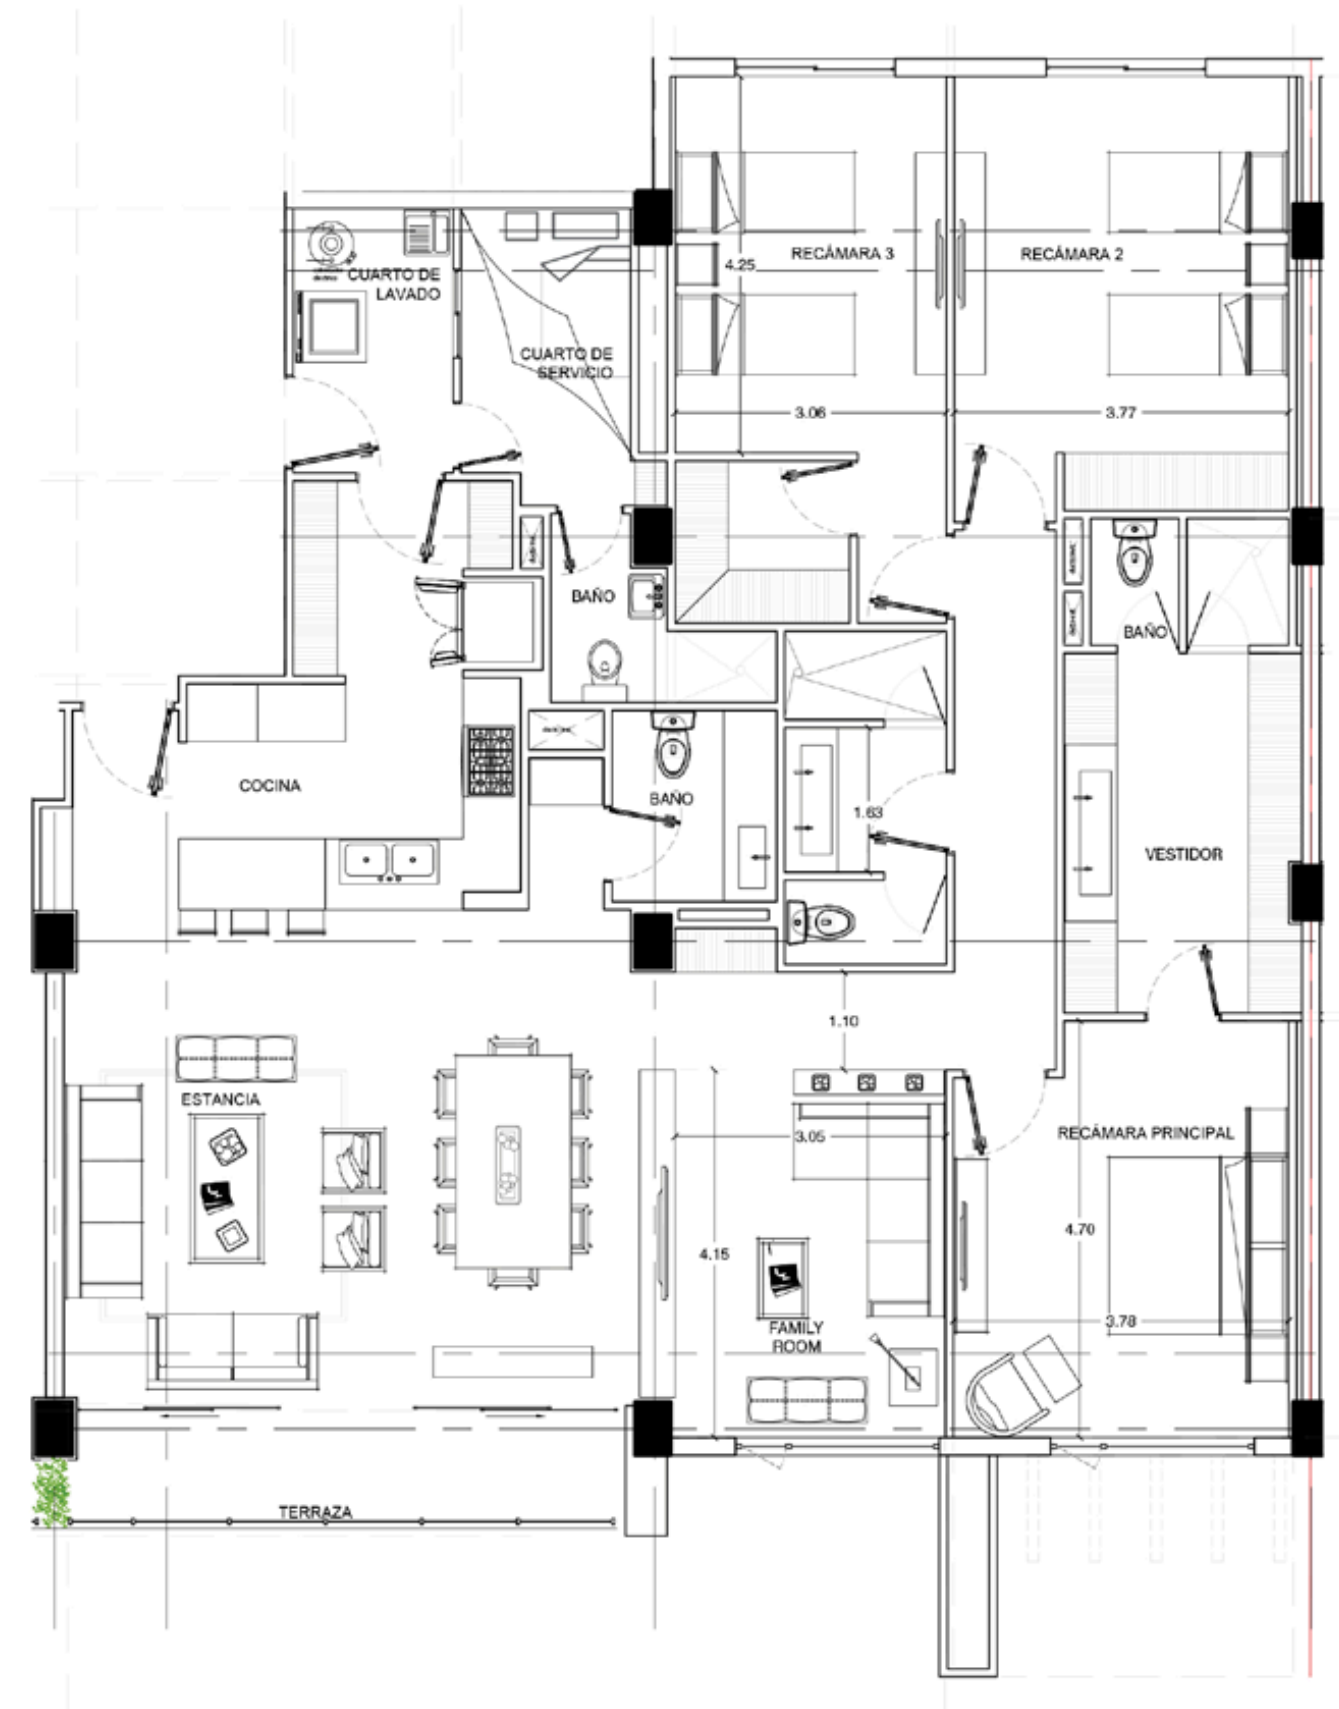 RECÁMARA 3
RECÁMARA 2
4.25
CUARTO DE
LAVADO
CUARTO DE
SERVICIO
3.06
3.77
BAÑO
BAÑO
COCINA
BAÑO
1.63
VESTIDOR
1.10
ESTANCIA
3.05
RECÁMARA PRINCIPAL
4.15
4.70
FAMILY
ROOM
3.78
TERRAZA